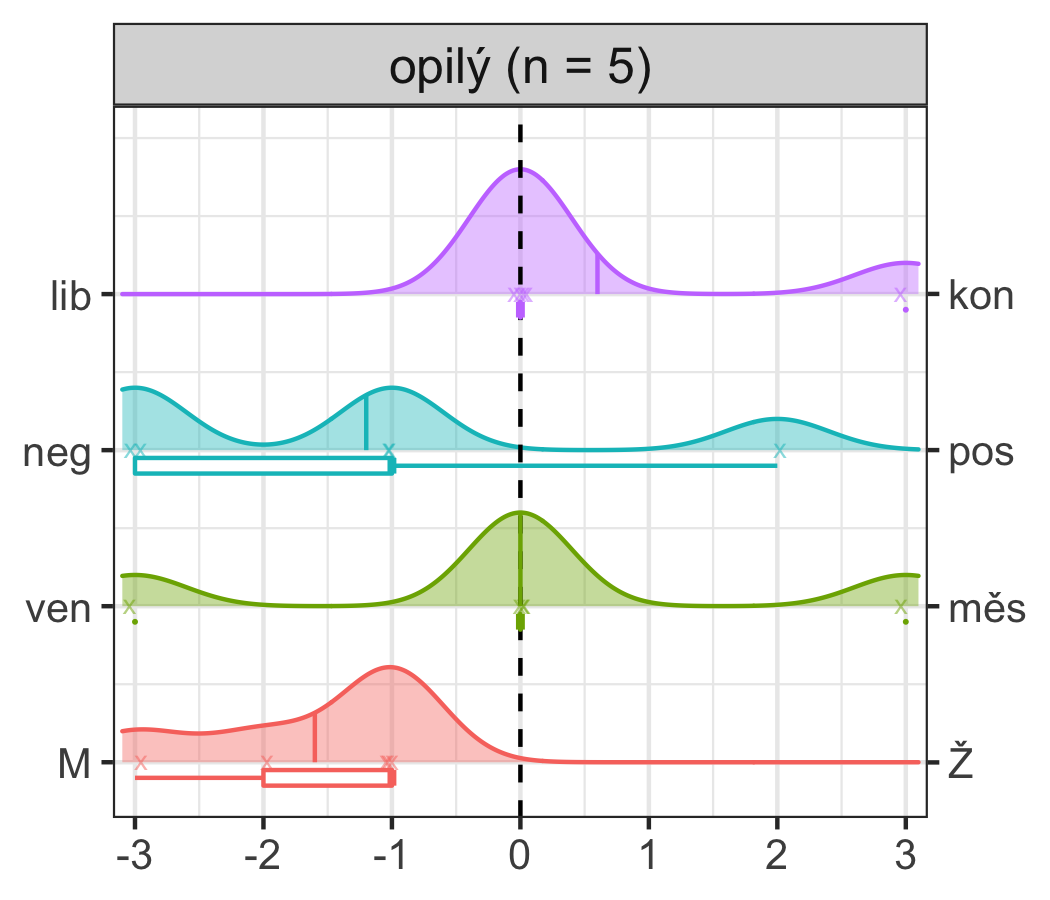 opilý (n = 5)
lib kon
neg pos
ven měs
M Ž
-3 -2 -1 0 1 2 3